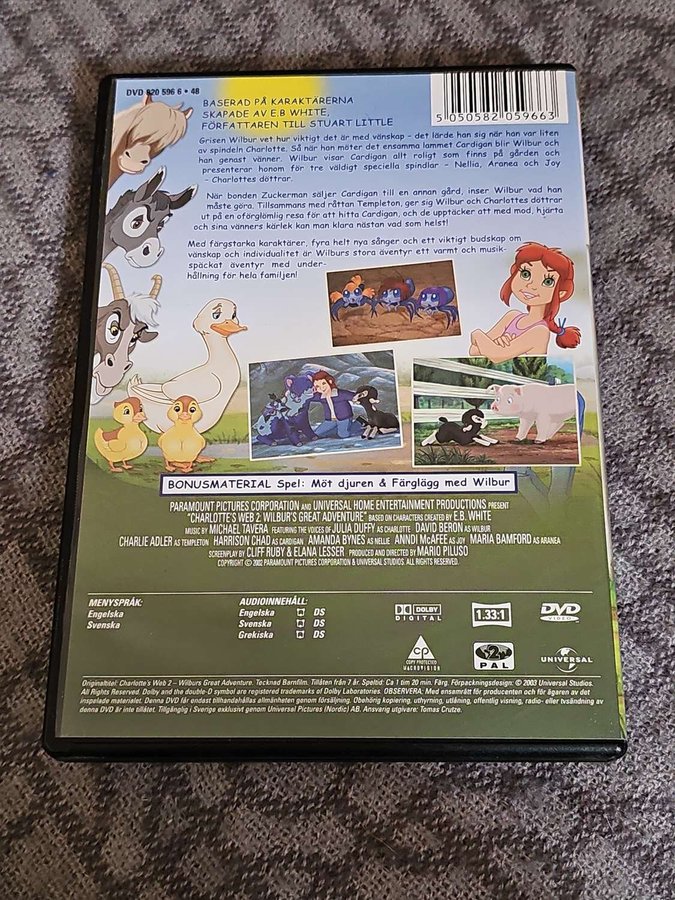 DVD 820 596 6 • 48
5 050582 059663
BASERAD PÅ KARAKTÄRERNA
SKAPADE AV E.B WHITE,
FÖRFATTAREN TILL STUART LITTLE
Grisen Wilbur vet hur viktigt det är med vänskap - det lärde han sig när han var liten
av spindeln Charlotte. Så när han möter det ensamma lammet Cardigan blir Wilbur och
han genast vänner. Wilbur visar Cardigan allt roligt som finns på gården och
presenterar honom för tre väldigt speciella spindlar - Nellia, Aranea och Joy
- Charlottes döttrar.
När bonden Zuckerman säljer Cardigan till en annan gård, inser Wilbur vad han
måste göra. Tillsammans med råttan Templeton, ger sig Wilbur och Charlottes döttrar
ut på en oförglömlig resa för att hitta Cardigan, och de upptäcker att med mod, hjärta
och sina vänners kärlek kan man klara nästan vad som helst!
Med färgstarka karaktärer, fyra helt nya sånger och ett viktigt budskap om
vänskap och individualitet är Wilburs stora äventyr ett varmt och musik-
späckat äventyr med under-
hållning för hela familjen!
BONUSMATERIAL Spel: Möt djuren & Färglägg med Wilbur
PARAMOUNT PICTURES CORPORATION AND UNIVERSAL HOME ENTERTAINMENT PRODUCTIONS PRESENT
"CHARLOTTE'S WEB 2: WILBUR'S GREAT ADVENTURE" BASED ON CHARACTERS CREATED BY E.B. WHITE
MUSIC BY MICHAEL TAVERA FEATURING THE VOICES OF JULIA DUFFY AS CHARLOTTE DAVID BERON AS WILBUR
CHARLIE ADLER AS TEMPLETON HARRISON CHAD AS CARDIGAN AMANDA BYNES AS NELLIE ANNDI McAFEE AS JOY MARIA BAMFORD AS ARANEA
SCREENPLAY BY CLIFF RUBY & ELANA LESSER PRODUCED AND DIRECTED BY MARIO PILUSO
COPYRIGHT © 2002 PARAMOUNT PICTURES CORPORATION & UNIVERSAL STUDIOS. ALL RIGHTS RESERVED.
MENYSPRÅK:
Engelska
Svenska
AUDIOINNEHÅLL:
Engelska DS
Svenska DS
Grekiska DS
DOLBY
DIGITAL
1.33:1
DVD
VIDEO
CP
COPY PROTECTED
MACROVISION
2
PAL
UNIVERSAL
Originaltitel: Charlotte's Web 2 – Wilburs Great Adventure. Tecknad Barnfilm. Tillåten från 7 år. Speltid: Ca 1 tim 20 min. Färg. Förpackningsdesign: © 2003 Universal Studios.
All Rights Reserved. Dolby and the double-D symbol are registered trademarks of Dolby Laboratories. OBSERVERA: Med ensamrätt för producenten och för ägaren av det
inspelade materialet. Denna DVD får endast tillhandahållas allmänheten genom försäljning. Obehörig kopiering, uthyrning, utlåning, offentlig visning, radio- eller tv/sändning av
denna DVD är inte tillåtet. Tillgänglig i Sverige exklusivt genom Universal Pictures (Nordic) AB. Ansvarig utgivare: Tomas Crutze.